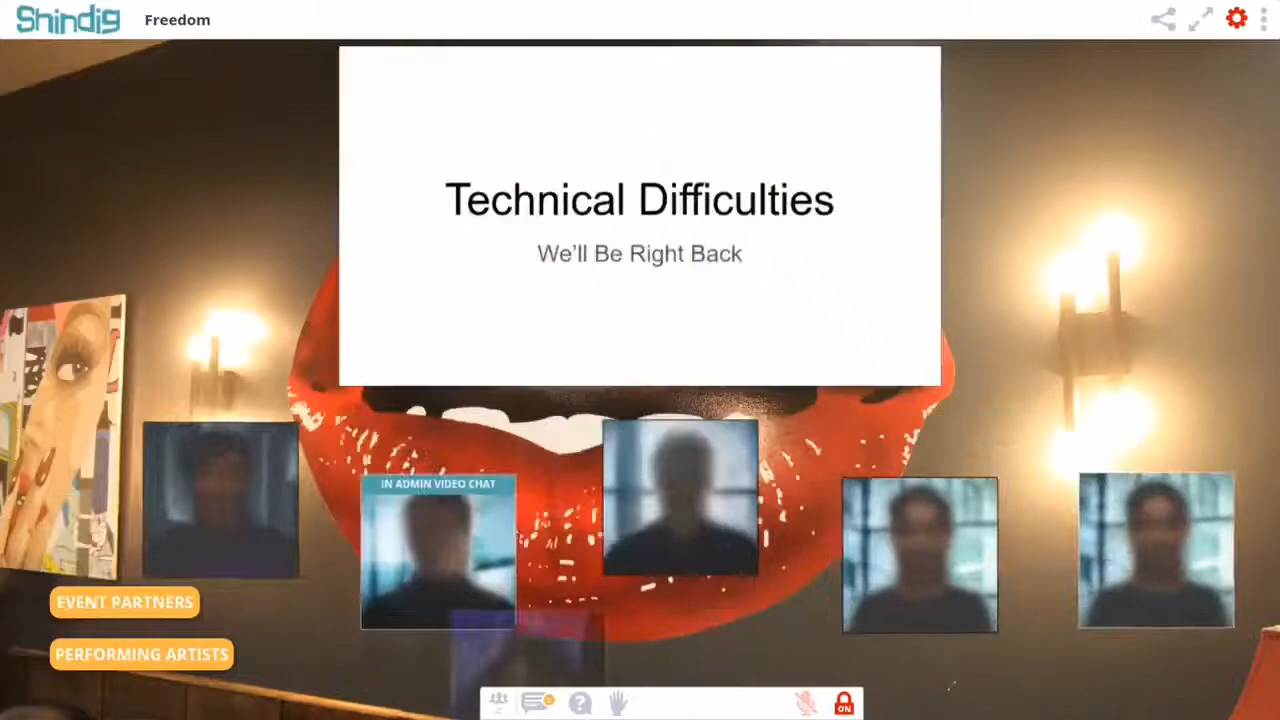 Shindig
Freedom
Technical Difficulties
We'll Be Right Back
IN ADMIN VIDEO CHAT
EVENT PARTNERS
PERFORMING ARTISTS
ON